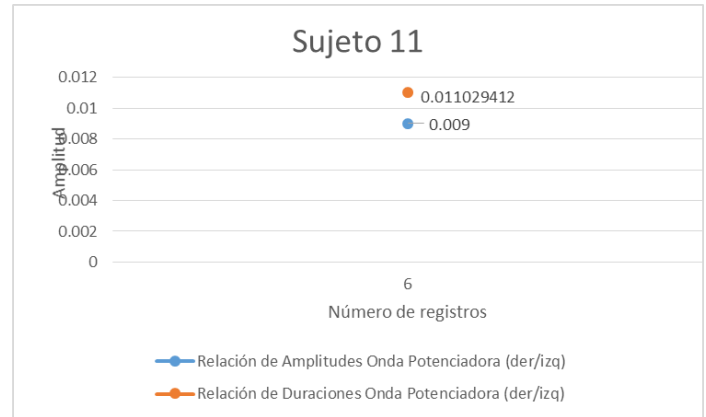 Sujeto 11
0.012
0.01
0.008
0.006
0.004
0.002
0
Amplitud
0.011029412
0.009
6
Número de registros
Relación de Amplitudes Onda Potenciadora (der/izq)
Relación de Duraciones Onda Potenciadora (der/izq)